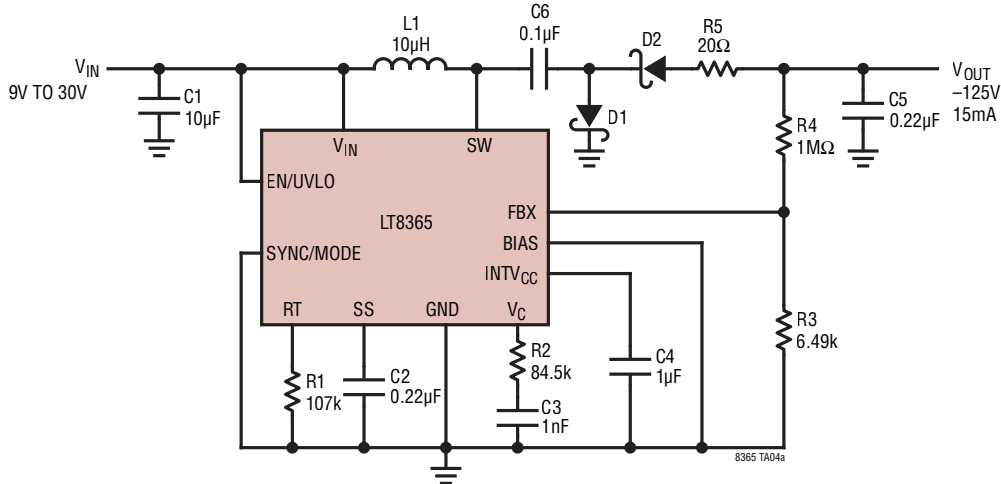 L1
10µH
C6
0.1µF
D2
R5
20Ω
V_IN
9V TO 30V
C1
10µF
D1
V_OUT
–125V
15mA
C5
0.22µF
R4
1MΩ
V_IN
SW
EN/UVLO
LT8365
FBX
BIAS
SYNC/MODE
INTV_CC
RT
SS
GND
V_C
R3
6.49k
R2
84.5k
C4
1µF
R1
107k
C2
0.22µF
C3
1nF
8365 TA04a